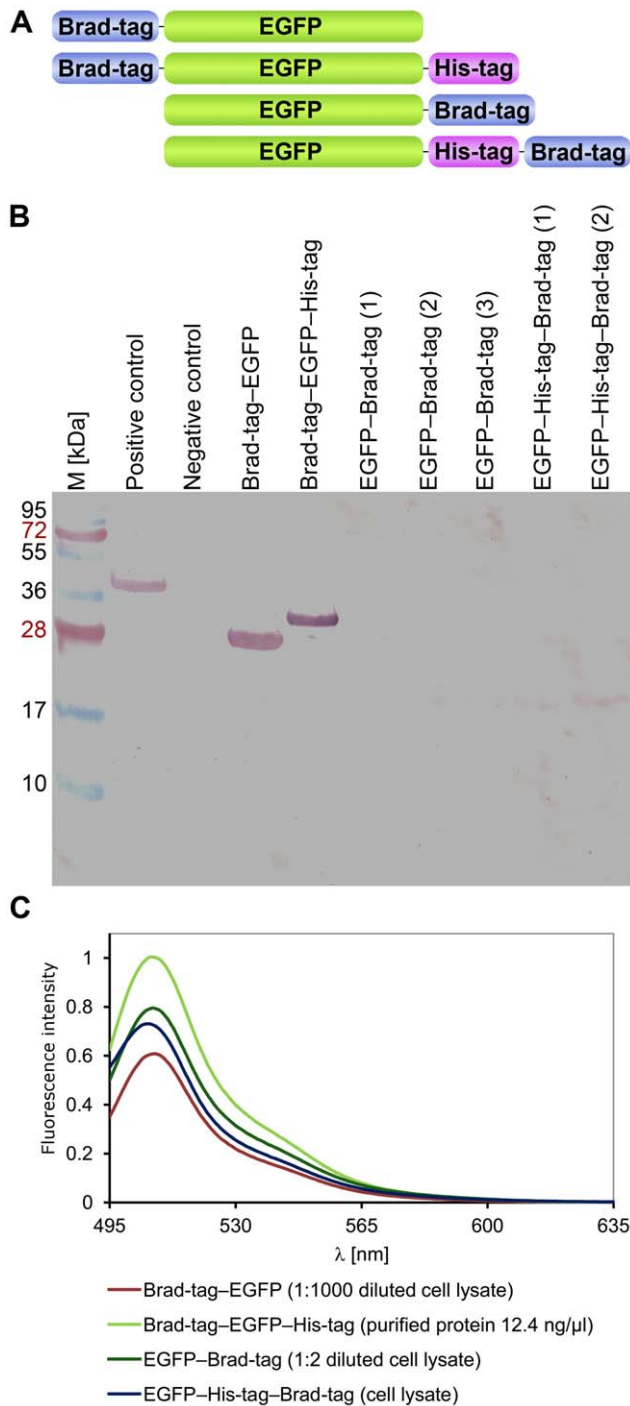 A
Brad-tag EGFP
Brad-tag EGFP His-tag
EGFP Brad-tag
EGFP His-tag Brad-tag
B
M [kDa]
Positive control
Negative control
Brad-tag–EGFP
Brad-tag–EGFP–His-tag
EGFP–Brad-tag (1)
EGFP–Brad-tag (2)
EGFP–Brad-tag (3)
EGFP–His-tag–Brad-tag (1)
EGFP–His-tag–Brad-tag (2)
95
72
55
36
28
17
10
C
Fluorescence intensity
1
0.8
0.6
0.4
0.2
0
495 530 565 600 635
λ [nm]
Brad-tag–EGFP (1:1000 diluted cell lysate)
Brad-tag–EGFP–His-tag (purified protein 12.4 ng/µl)
EGFP–Brad-tag (1:2 diluted cell lysate)
EGFP–His-tag–Brad-tag (cell lysate)